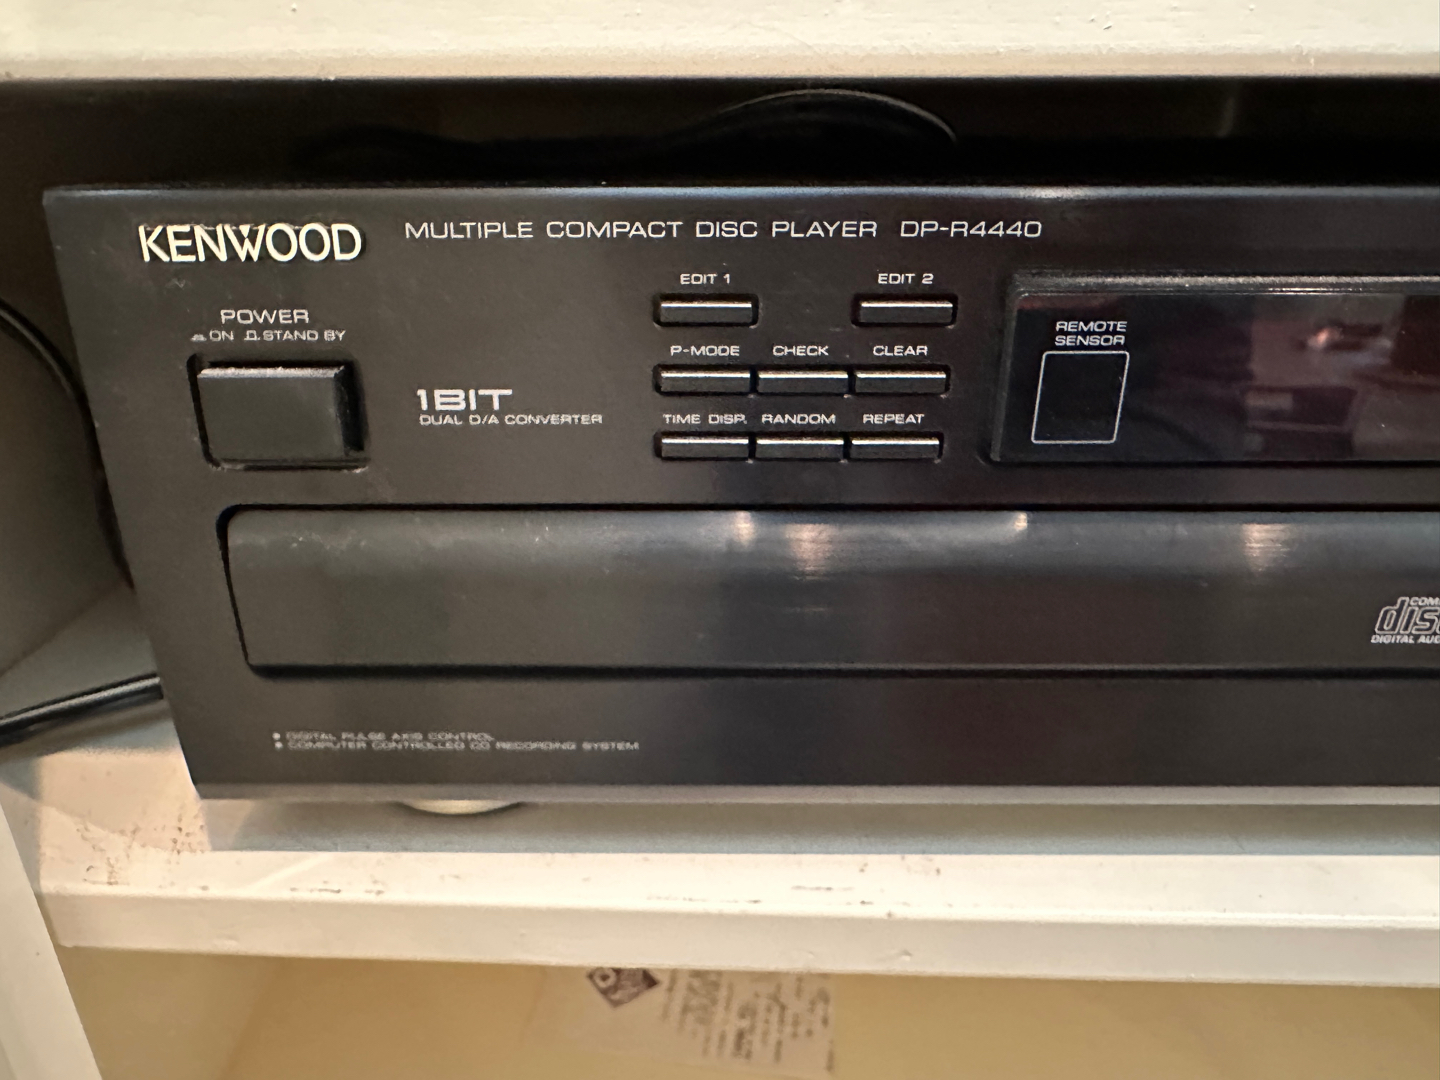 KENWOOD
MULTIPLE COMPACT DISC PLAYER DP-R4440
EDIT 1 EDIT 2
POWER
ON STAND BY
REMOTE
SENSOR
P-MODE CHECK CLEAR
1BIT
DUAL D/A CONVERTER
TIME DISP. RANDOM REPEAT
DIGITAL PULSE AXIS CONTROL
COMPUTER CONTROLLED CD RECORDING SYSTEM